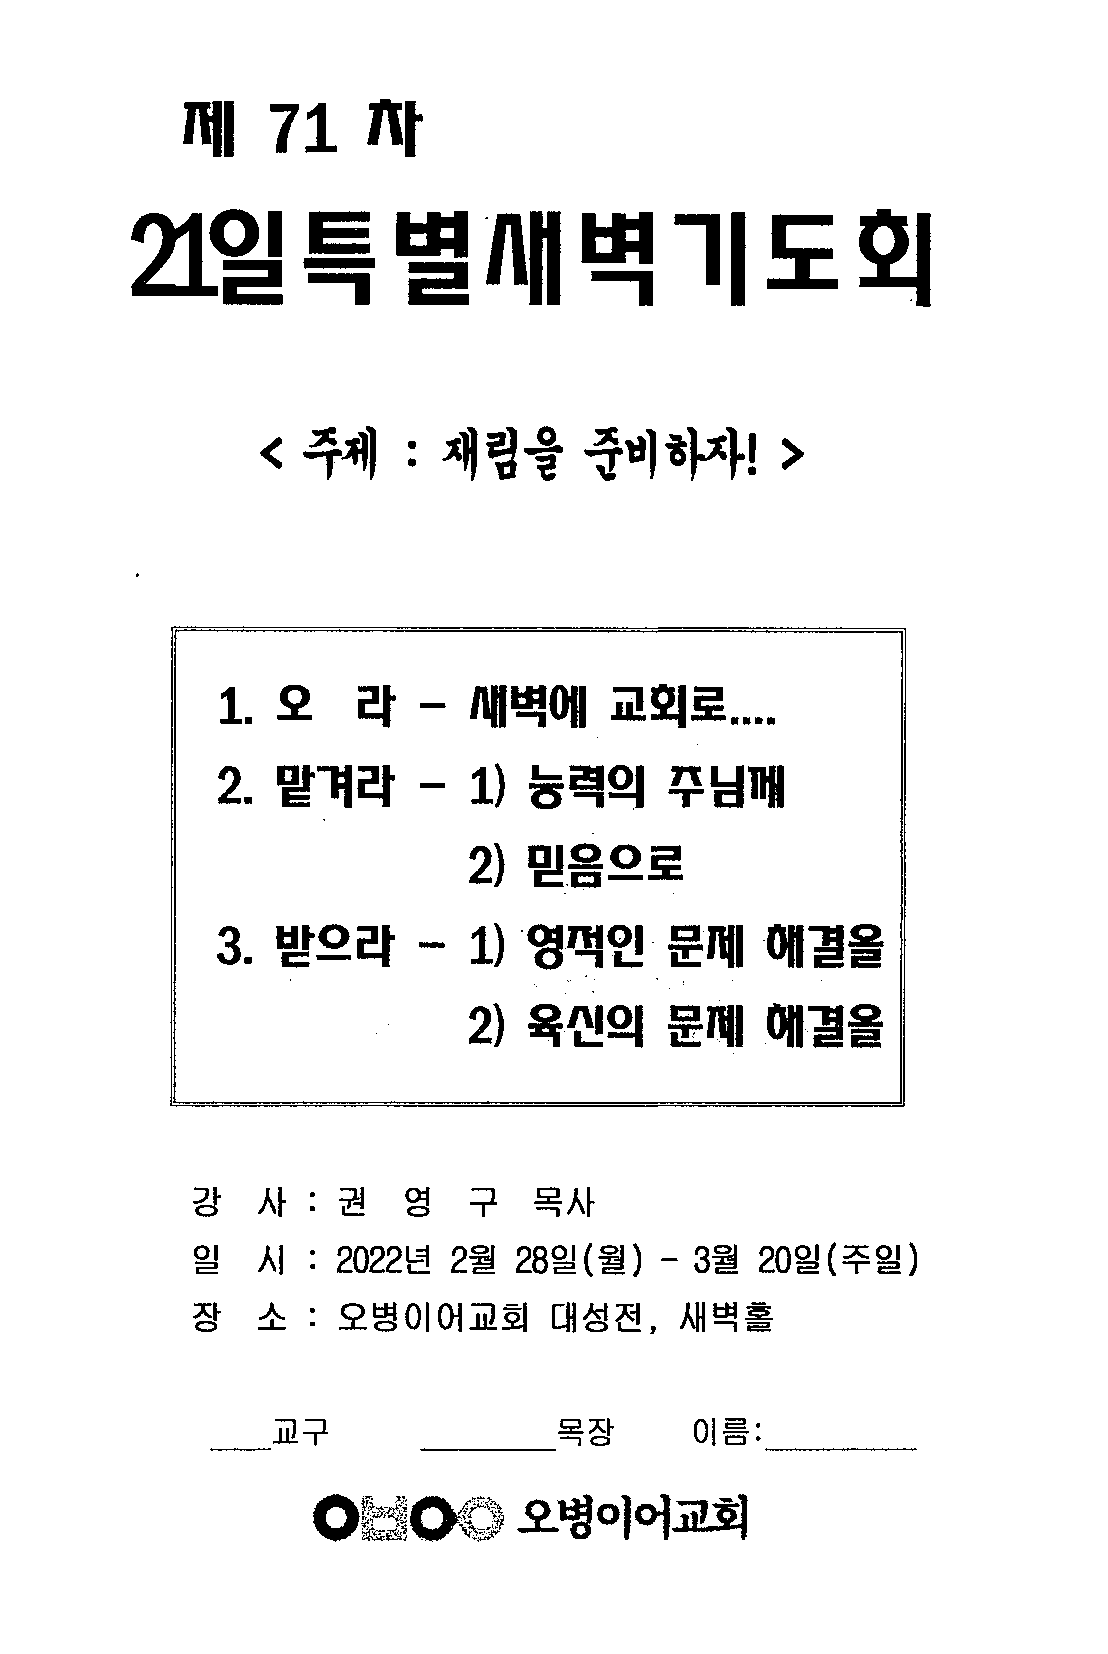 제 71 차
21일특별새벽기도회
< 주제 : 재림을 준비하자! >
1. 오 라 - 새벽에 교회로....
2. 맡겨라 - 1) 능력의 주님께
2) 믿음으로
3. 받으라 - 1) 영적인 문제 해결을
2) 육신의 문제 해결을
강 사 : 권 영 구 목사
일 시 : 2022년 2월 28일(월) - 3월 20일(주일)
장 소 : 오병이어교회 대성전, 새벽홀
___교구 ________목장 이름:_________
오병이어교회